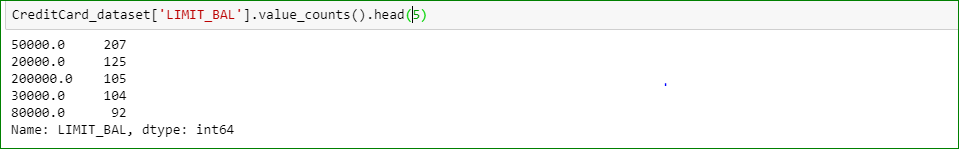 CreditCard_dataset['LIMIT_BAL'].value_counts().head(5)
50000.0     207
20000.0     125
200000.0    105
30000.0     104
80000.0      92
Name: LIMIT_BAL, dtype: int64